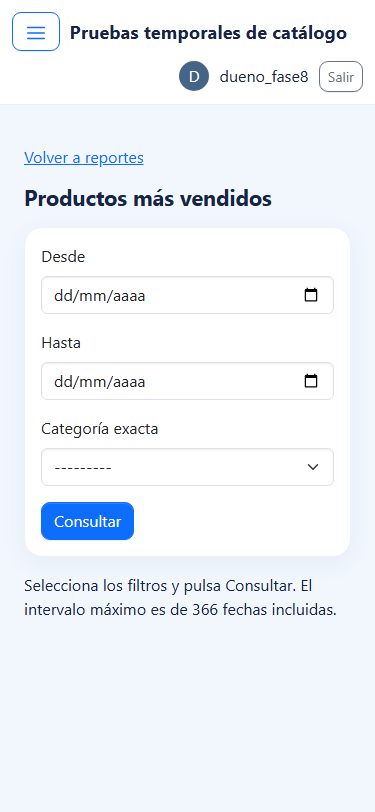 Pruebas temporales de catálogo
D dueno_fase8 Salir
Volver a reportes
Productos más vendidos
Desde
dd/mm/aaaa
Hasta
dd/mm/aaaa
Categoría exacta
---------
Consultar
Selecciona los filtros y pulsa Consultar. El
intervalo máximo es de 366 fechas incluidas.